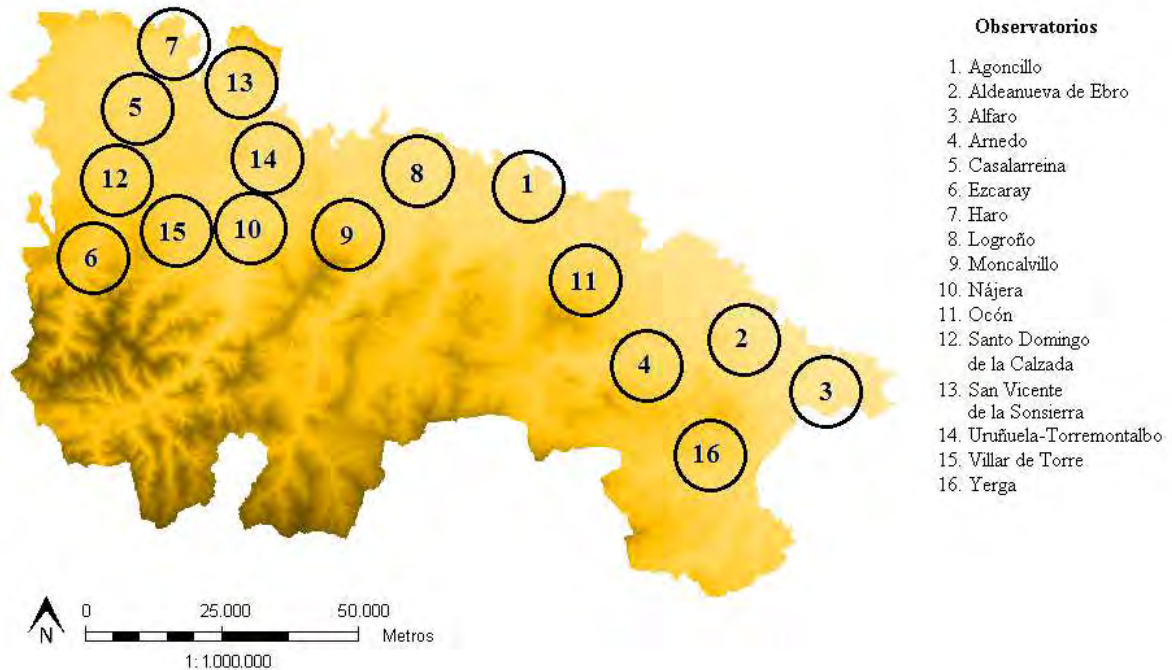 7
13
5
14
12
8
1
15
10
9
6
11
2
4
3
16
Observatorios
1. Agoncillo
2. Aldeanueva de Ebro
3. Alfaro
4. Arnedo
5. Casalarreina
6. Ezcaray
7. Haro
8. Logroño
9. Moncalvillo
10. Nájera
11. Ocón
12. Santo Domingo
de la Calzada
13. San Vicente
de la Sonsierra
14. Uruñuela-Torremontalbo
15. Villar de Torre
16. Yerga
N
0 25.000 50.000
Metros
1: 1.000.000